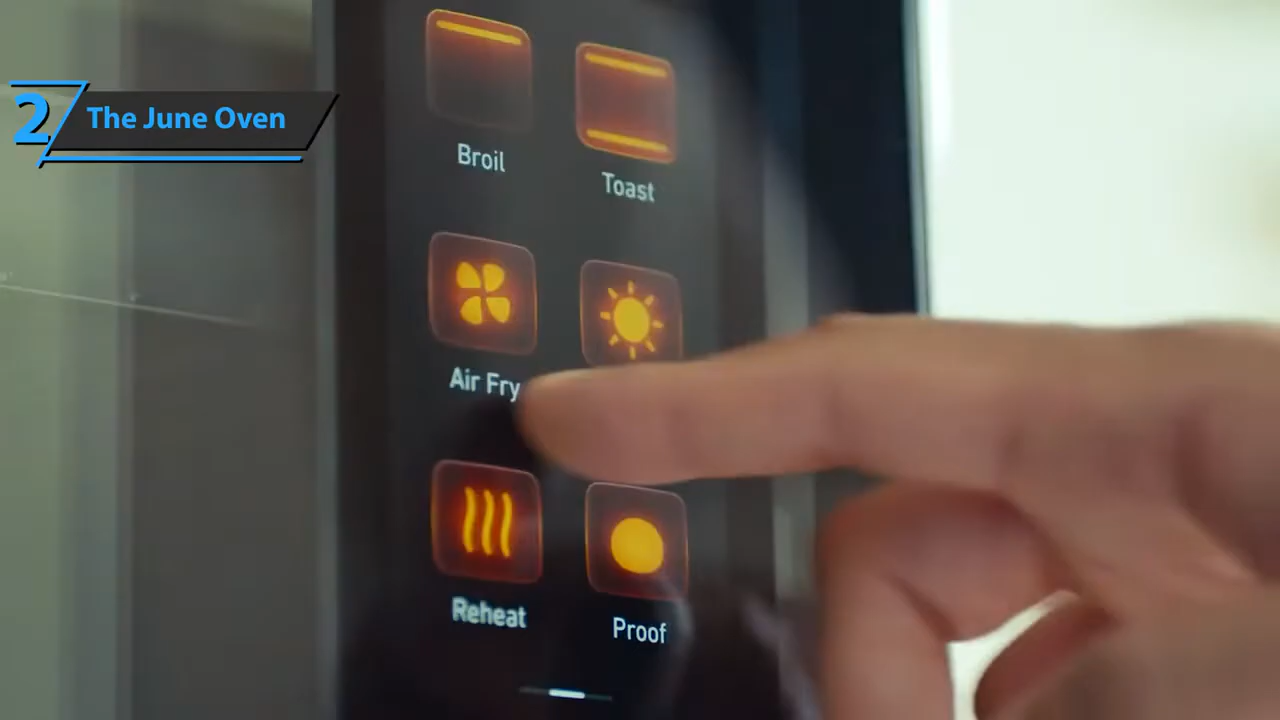 2 The June Oven
Broil
Toast
Air Fry
Reheat
Proof